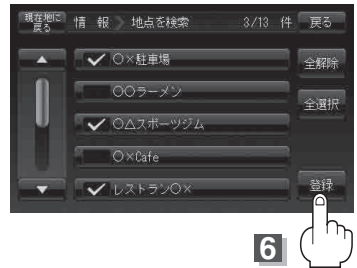 現在地に戻る 情 報 地点を検索 3/13 件 戻る
○×駐車場
全解除
○○ラーメン
全選択
○△スポーツジム
○×Cafe
レストラン○×
登録
6